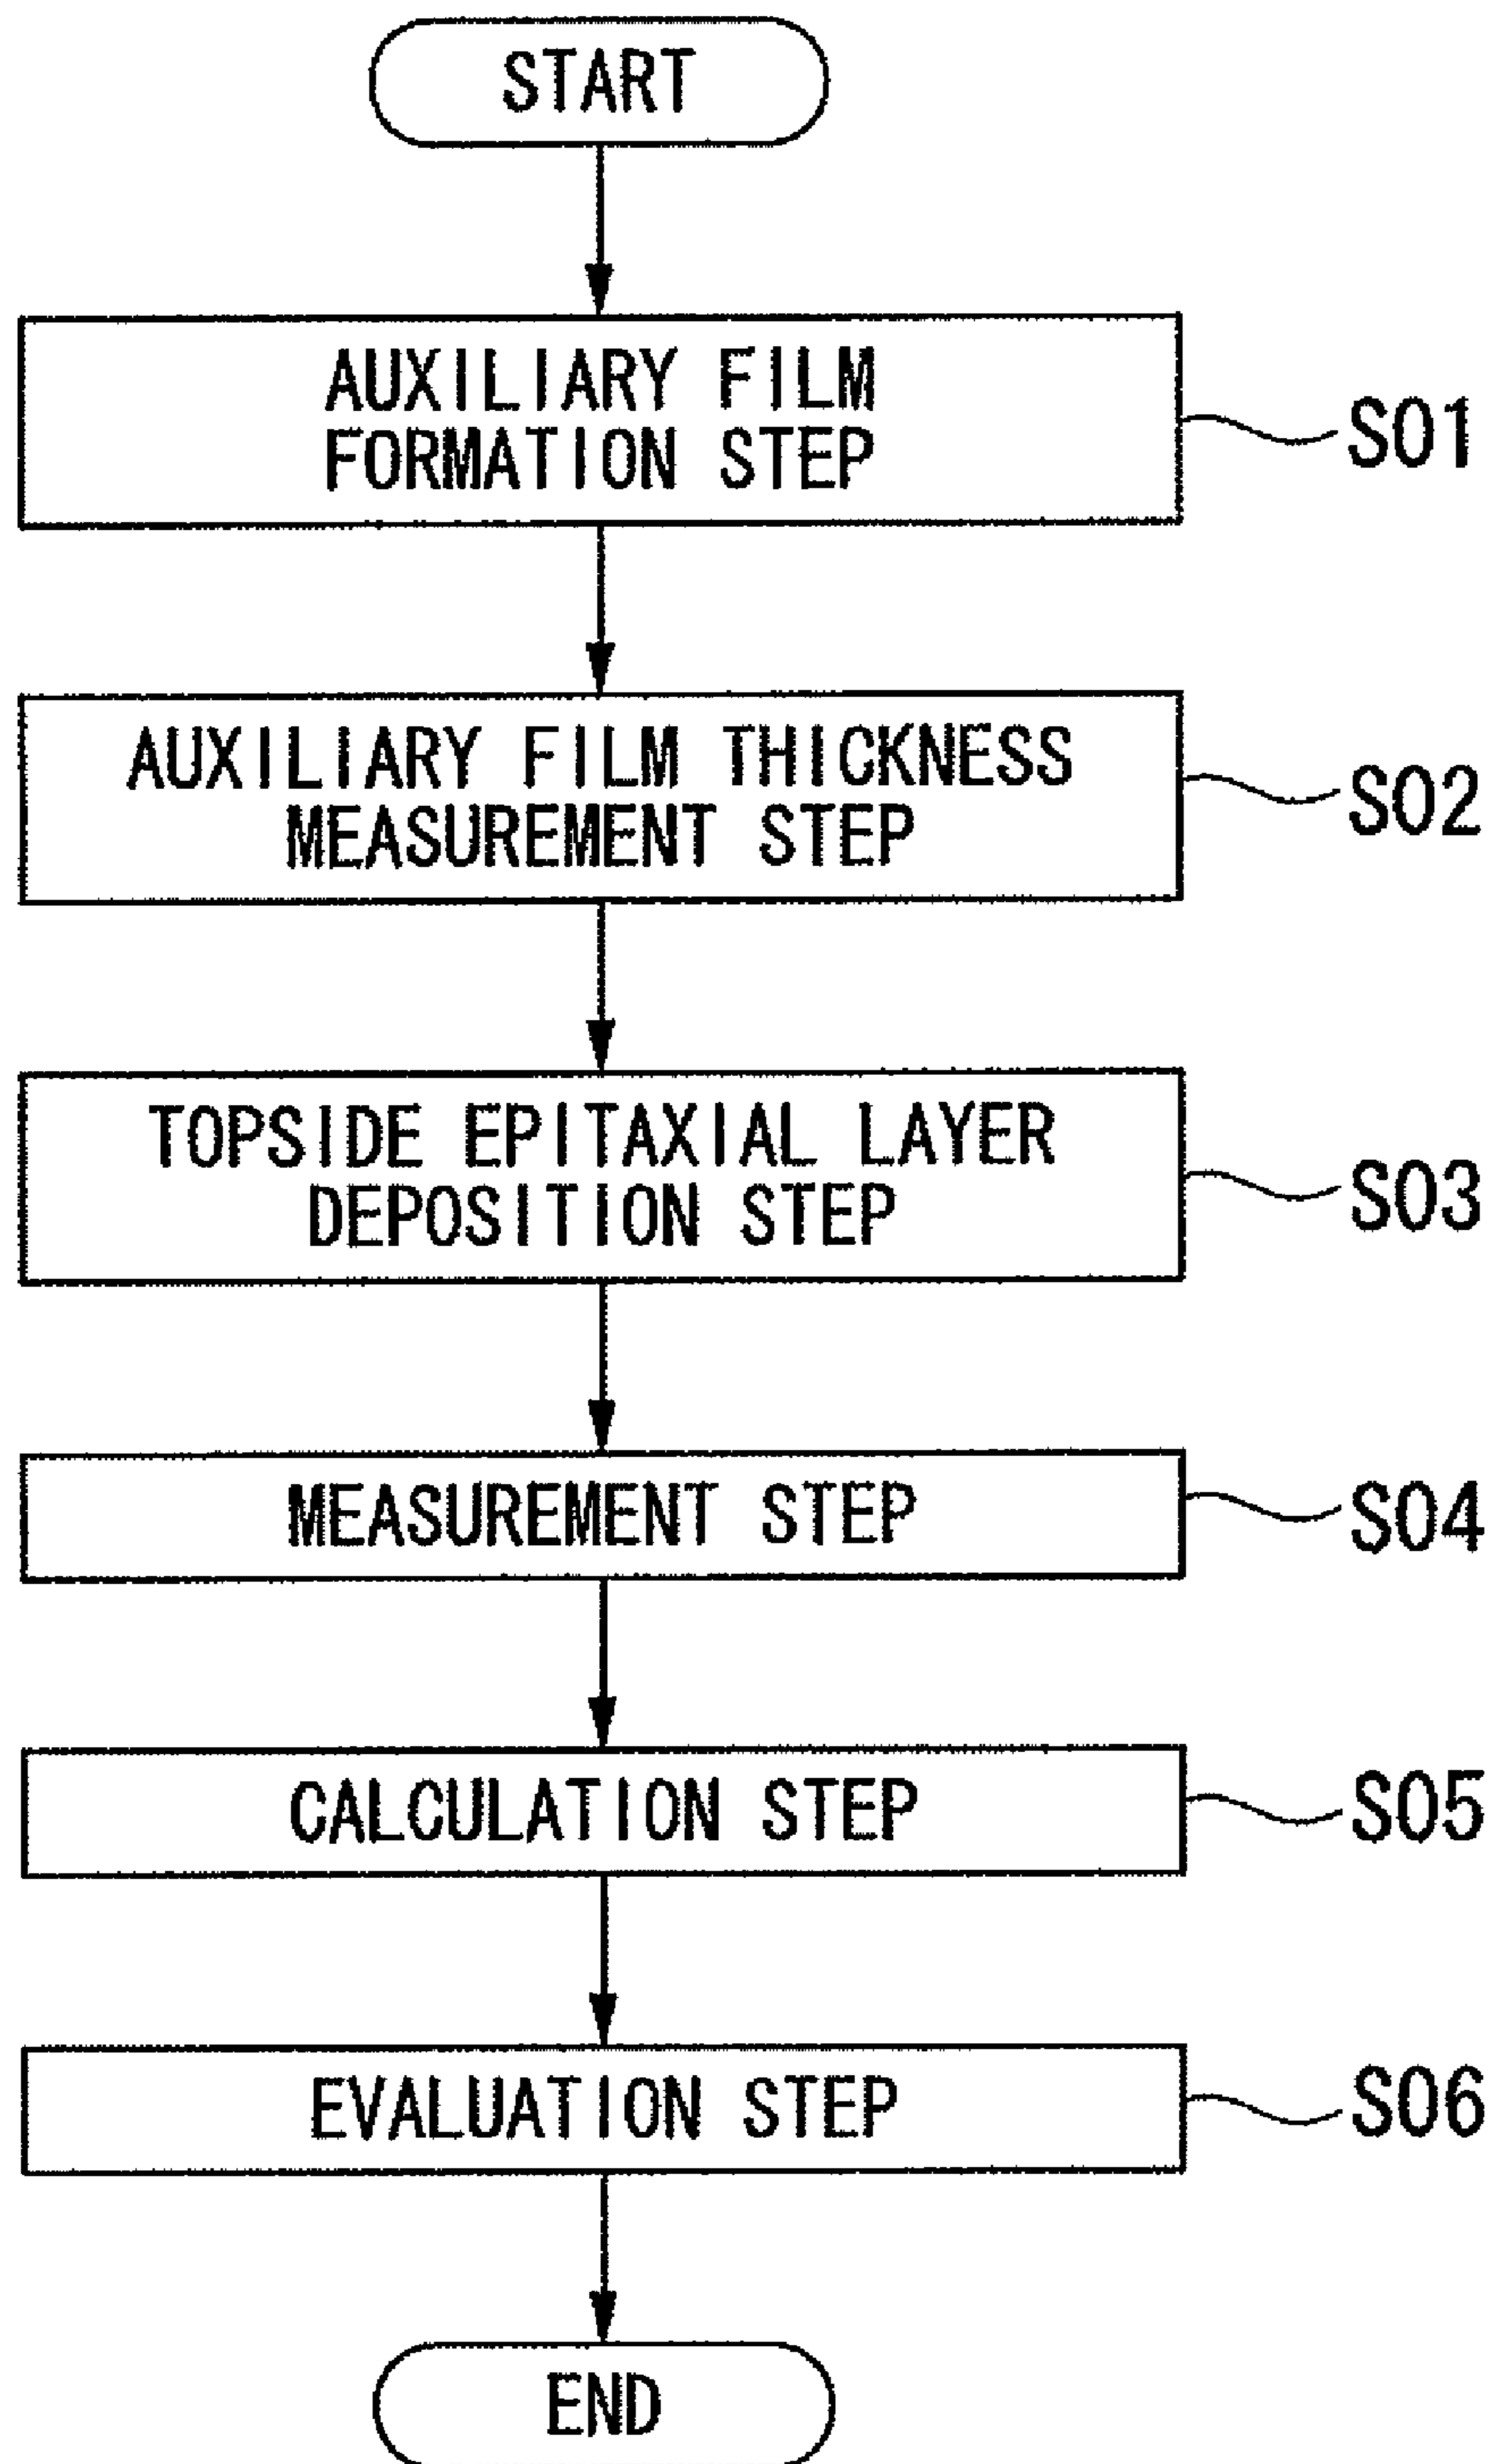 START
AUXILIARY FILM
FORMATION STEP
S01
AUXILIARY FILM THICKNESS
MEASUREMENT STEP
S02
TOPSIDE EPITAXIAL LAYER
DEPOSITION STEP
S03
MEASUREMENT STEP
S04
CALCULATION STEP
S05
EVALUATION STEP
S06
END